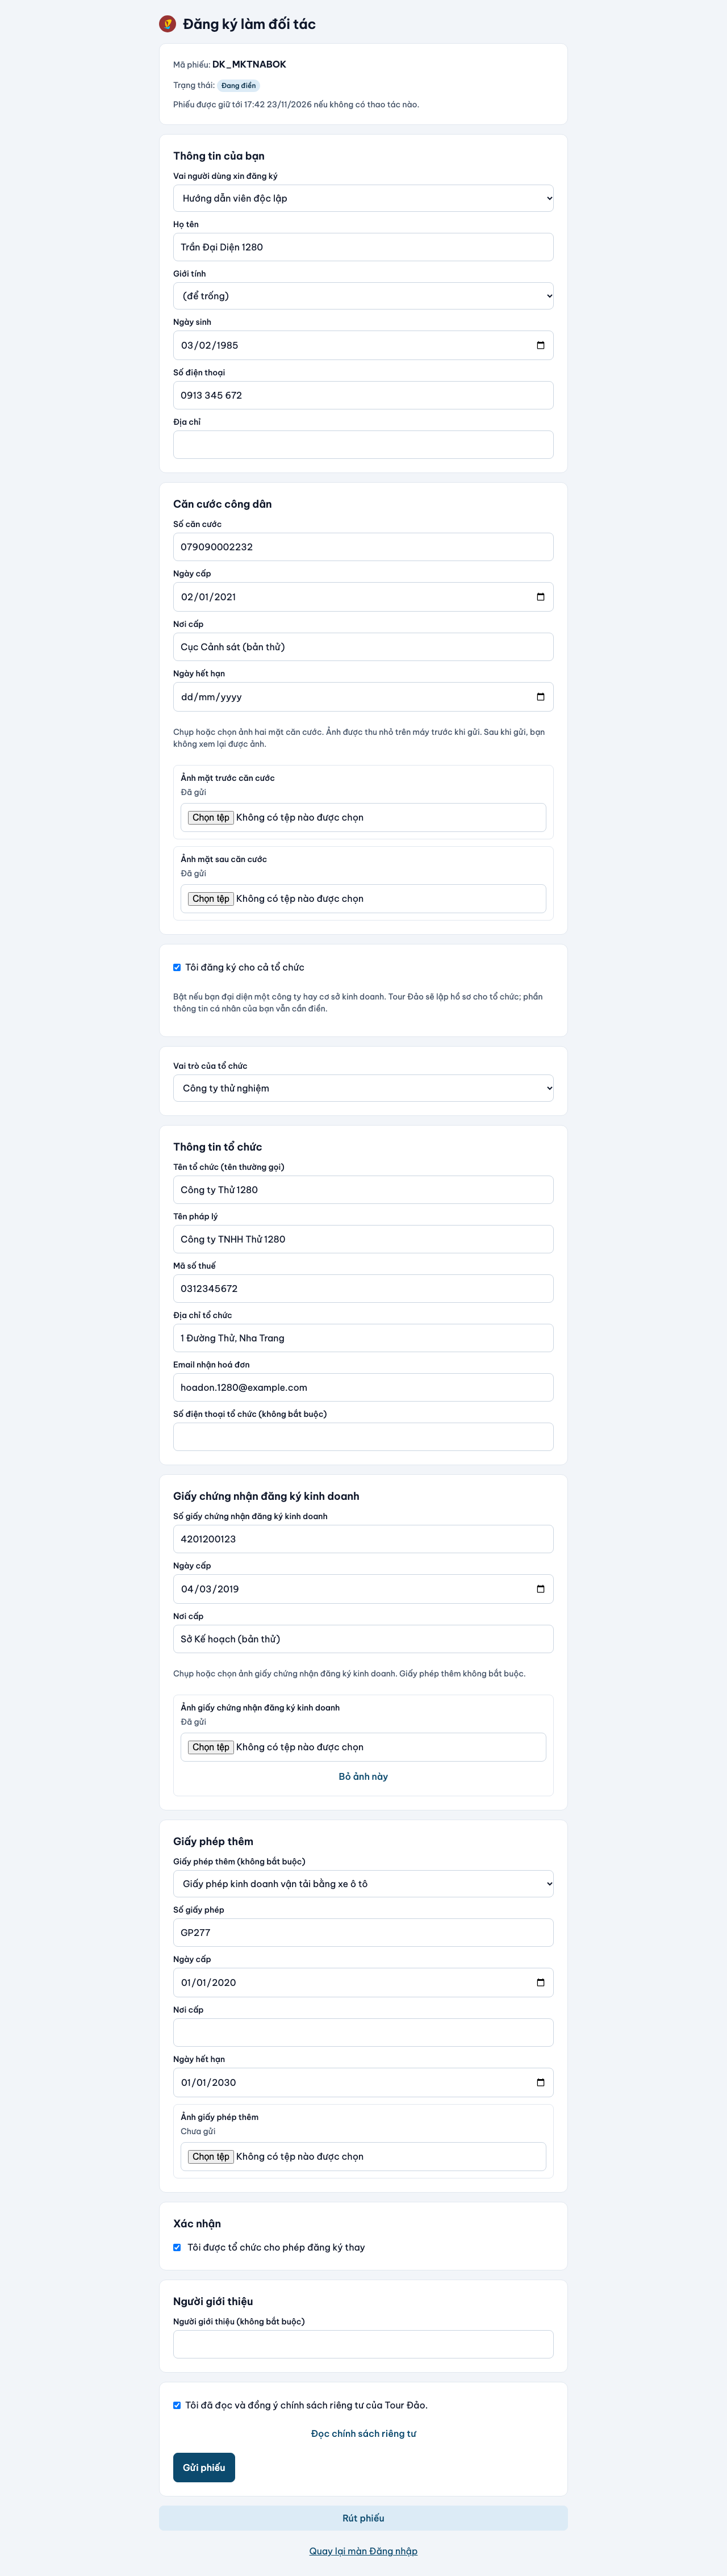 Đăng ký làm đối tác
Mã phiếu: DK_MKTNABOK
Trạng thái: Đang điền
Phiếu được giữ tới 17:42 23/11/2026 nếu không có thao tác nào.
Thông tin của bạn
Vai người dùng xin đăng ký
Hướng dẫn viên độc lập
Họ tên
Trần Đại Diện 1280
Giới tính
(để trống)
Ngày sinh
03/02/1985
Số điện thoại
0913 345 672
Địa chỉ
Căn cước công dân
Số căn cước
079090002232
Ngày cấp
02/01/2021
Nơi cấp
Cục Cảnh sát (bản thử)
Ngày hết hạn
dd/mm/yyyy
Chụp hoặc chọn ảnh hai mặt căn cước. Ảnh được thu nhỏ trên máy trước khi gửi. Sau khi gửi, bạn
không xem lại được ảnh.
Ảnh mặt trước căn cước
Đã gửi
Chọn tệp Không có tệp nào được chọn
Ảnh mặt sau căn cước
Đã gửi
Chọn tệp Không có tệp nào được chọn
Tôi đăng ký cho cả tổ chức
Bật nếu bạn đại diện một công ty hay cơ sở kinh doanh. Tour Đảo sẽ lập hồ sơ cho tổ chức; phần
thông tin cá nhân của bạn vẫn cần điền.
Vai trò của tổ chức
Công ty thử nghiệm
Thông tin tổ chức
Tên tổ chức (tên thường gọi)
Công ty Thử 1280
Tên pháp lý
Công ty TNHH Thử 1280
Mã số thuế
0312345672
Địa chỉ tổ chức
1 Đường Thử, Nha Trang
Email nhận hoá đơn
hoadon.1280@example.com
Số điện thoại tổ chức (không bắt buộc)
Giấy chứng nhận đăng ký kinh doanh
Số giấy chứng nhận đăng ký kinh doanh
4201200123
Ngày cấp
04/03/2019
Nơi cấp
Sở Kế hoạch (bản thử)
Chụp hoặc chọn ảnh giấy chứng nhận đăng ký kinh doanh. Giấy phép thêm không bắt buộc.
Ảnh giấy chứng nhận đăng ký kinh doanh
Đã gửi
Chọn tệp Không có tệp nào được chọn
Bỏ ảnh này
Giấy phép thêm
Giấy phép thêm (không bắt buộc)
Giấy phép kinh doanh vận tải bằng xe ô tô
Số giấy phép
GP277
Ngày cấp
01/01/2020
Nơi cấp
Ngày hết hạn
01/01/2030
Ảnh giấy phép thêm
Chưa gửi
Chọn tệp Không có tệp nào được chọn
Xác nhận
Tôi được tổ chức cho phép đăng ký thay
Người giới thiệu
Người giới thiệu (không bắt buộc)
Tôi đã đọc và đồng ý chính sách riêng tư của Tour Đảo.
Đọc chính sách riêng tư
Gửi phiếu
Rút phiếu
Quay lại màn Đăng nhập